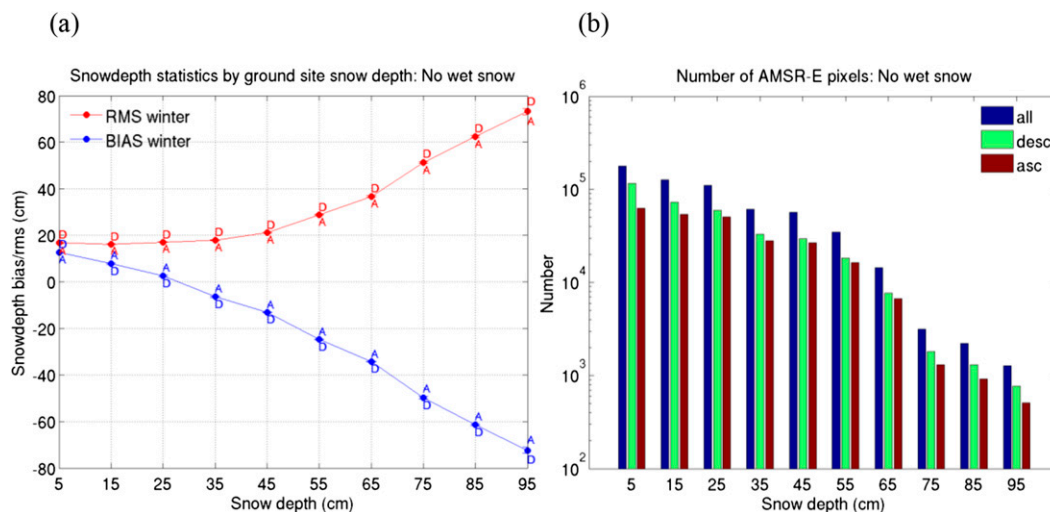 (a)
Snowdepth statistics by ground site snow depth: No wet snow
Snowdepth bias/rms (cm)
80
60
40
20
0
-20
-40
-60
-80
RMS winter
BIAS winter
D D D D D D D D D D
A A A A A A A A A A
D A A A A A A A A A
A D D D D D D D D D
5 15 25 35 45 55 65 75 85 95
Snow depth (cm)
(b)
Number of AMSR-E pixels: No wet snow
Number
10^6
10^5
10^4
10^3
10^2
all
desc
asc
5 15 25 35 45 55 65 75 85 95
Snow depth (cm)